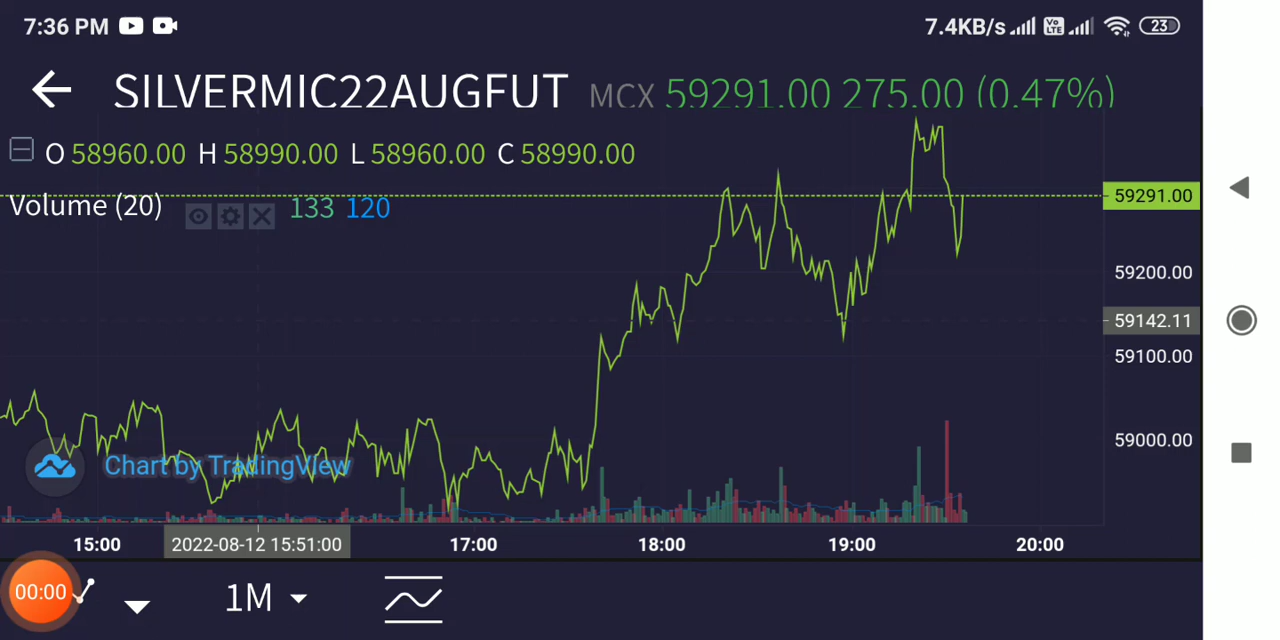 7:36 PM 7.4KB/s Vo LTE 23
SILVERMIC22AUGFUT MCX 59291.00 275.00 (0.47%)
O 58960.00 H 58990.00 L 58960.00 C 58990.00
Volume (20) 133 120
59291.00
59200.00
59142.11
59100.00
59000.00
Chart by TradingView
15:00 2022-08-12 15:51:00 17:00 18:00 19:00 20:00
00:00 1M